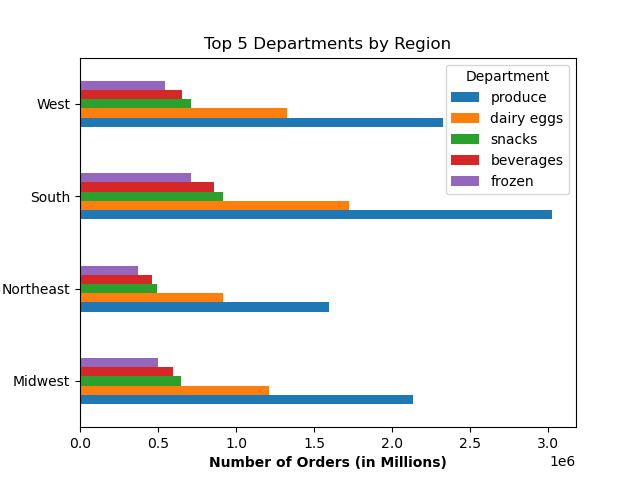 Top 5 Departments by Region
Department
produce
dairy eggs
snacks
beverages
frozen
West
South
Northeast
Midwest
0.0 0.5 1.0 1.5 2.0 2.5 3.0
1e6
Number of Orders (in Millions)